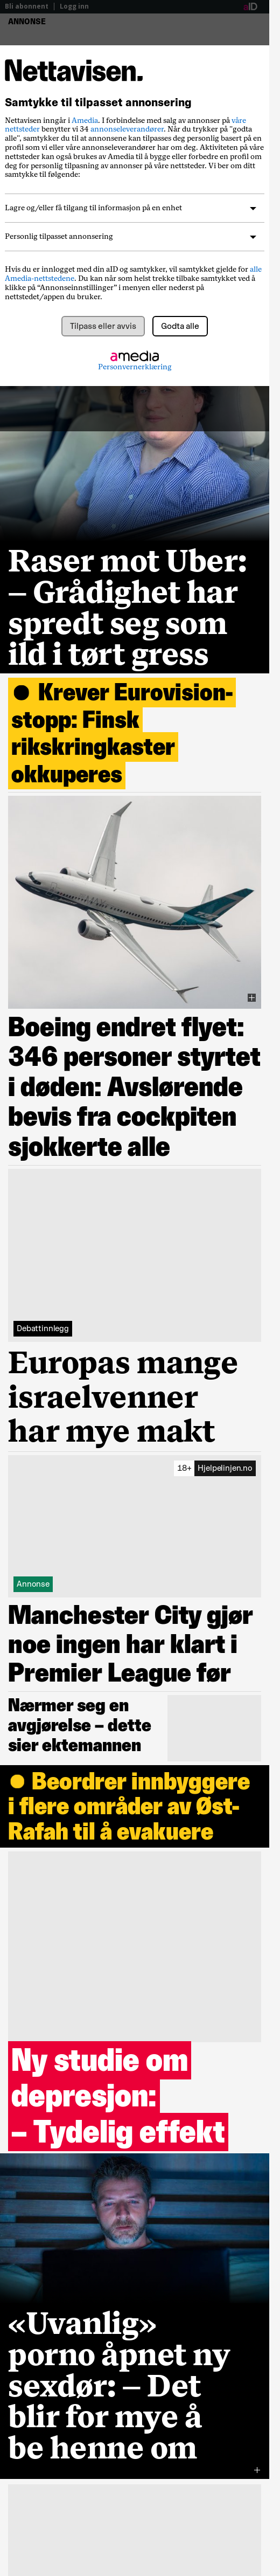 Bli abonnent | Logg inn
aID
ANNONSE
Nettavisen.
Samtykke til tilpasset annonsering
Nettavisen inngår i Amedia. I forbindelse med salg av annonser på våre
nettsteder benytter vi 34 annonseleverandører. Når du trykker på "godta
alle", samtykker du til at annonsene kan tilpasses deg personlig basert på en
profil som vi eller våre annonseleverandører har om deg. Aktiviteten på våre
nettsteder kan også brukes av Amedia til å bygge eller forbedre en profil om
deg for personlig tilpasning av annonser på våre nettsteder. Vi ber om ditt
samtykke til følgende:
Lagre og/eller få tilgang til informasjon på en enhet
Personlig tilpasset annonsering
Hvis du er innlogget med din aID og samtykker, vil samtykket gjelde for alle
Amedia-nettstedene. Du kan når som helst trekke tilbake samtykket ved å
klikke på “Annonseinnstillinger” i menyen eller nederst på
nettstedet/appen du bruker.
Tilpass eller avvis
Godta alle
amedia
Personvernerklæring
Raser mot Uber:
– Grådighet har
spredt seg som
ild i tørt gress
● Krever Eurovision-
stopp: Finsk
rikskringkaster
okkuperes
Boeing endret flyet:
346 personer styrtet
i døden: Avslørende
bevis fra cockpiten
sjokkerte alle
Debattinnlegg
Europas mange
israelvenner
har mye makt
18+ Hjelpelinjen.no
Annonse
Manchester City gjør
noe ingen har klart i
Premier League før
Nærmer seg en
avgjørelse – dette
sier ektemannen
● Beordrer innbyggere
i flere områder av Øst-
Rafah til å evakuere
Ny studie om
depresjon:
– Tydelig effekt
«Uvanlig»
porno åpnet ny
sexdør: – Det
blir for mye å
be henne om